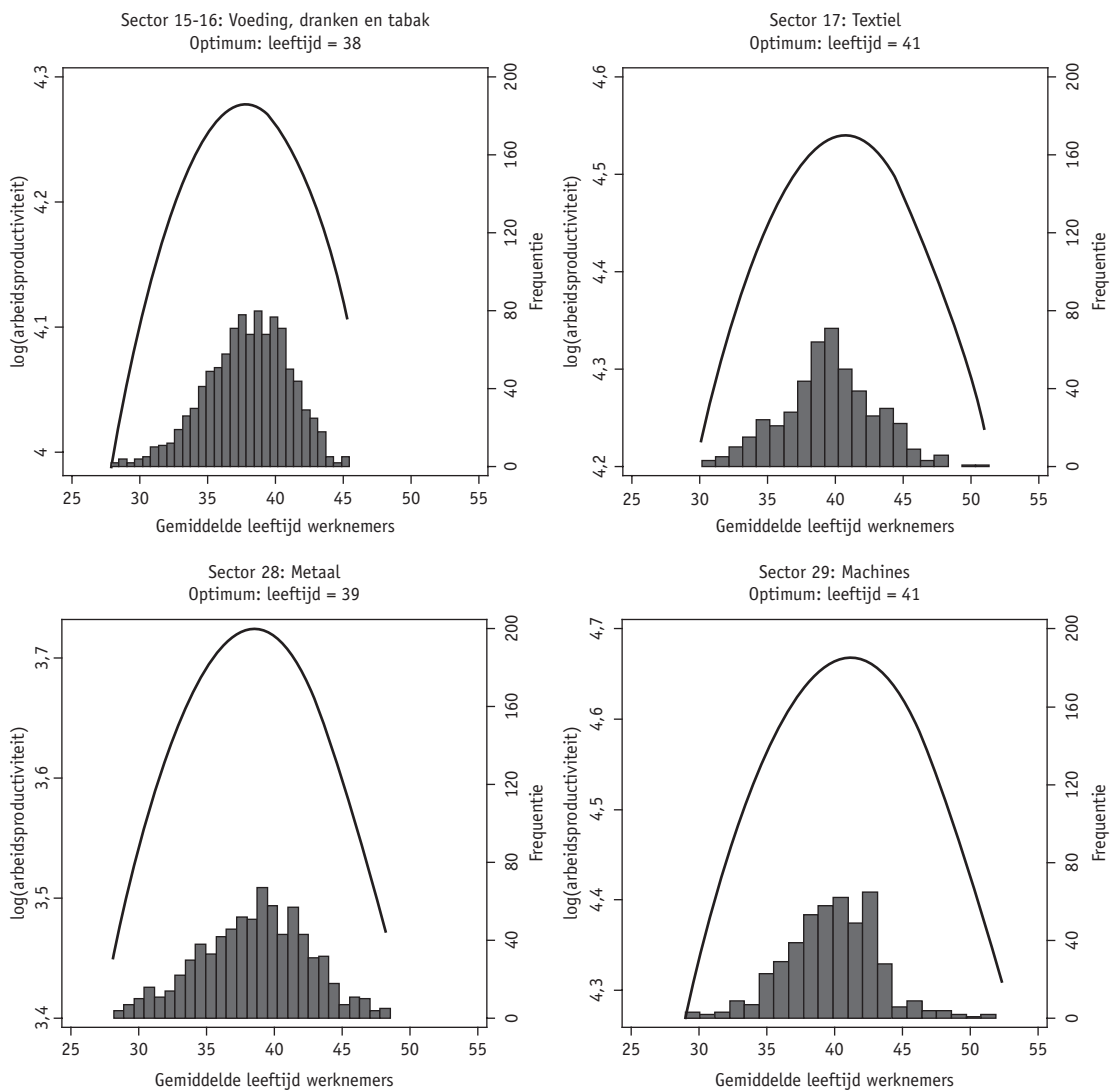 Sector 15-16: Voeding, dranken en tabak
Optimum: leeftijd = 38
log(arbeidsproductiviteit)
4,3
4,2
4,1
4
200
160
120
80
40
0
Frequentie
25 30 35 40 45 50 55
Gemiddelde leeftijd werknemers
Sector 17: Textiel
Optimum: leeftijd = 41
log(arbeidsproductiviteit)
4,6
4,5
4,4
4,3
4,2
200
160
120
80
40
0
Frequentie
25 30 35 40 45 50 55
Gemiddelde leeftijd werknemers
Sector 28: Metaal
Optimum: leeftijd = 39
log(arbeidsproductiviteit)
3,7
3,6
3,5
3,4
200
160
120
80
40
0
Frequentie
25 30 35 40 45 50 55
Gemiddelde leeftijd werknemers
Sector 29: Machines
Optimum: leeftijd = 41
log(arbeidsproductiviteit)
4,7
4,6
4,5
4,4
4,3
200
160
120
80
40
0
Frequentie
25 30 35 40 45 50 55
Gemiddelde leeftijd werknemers